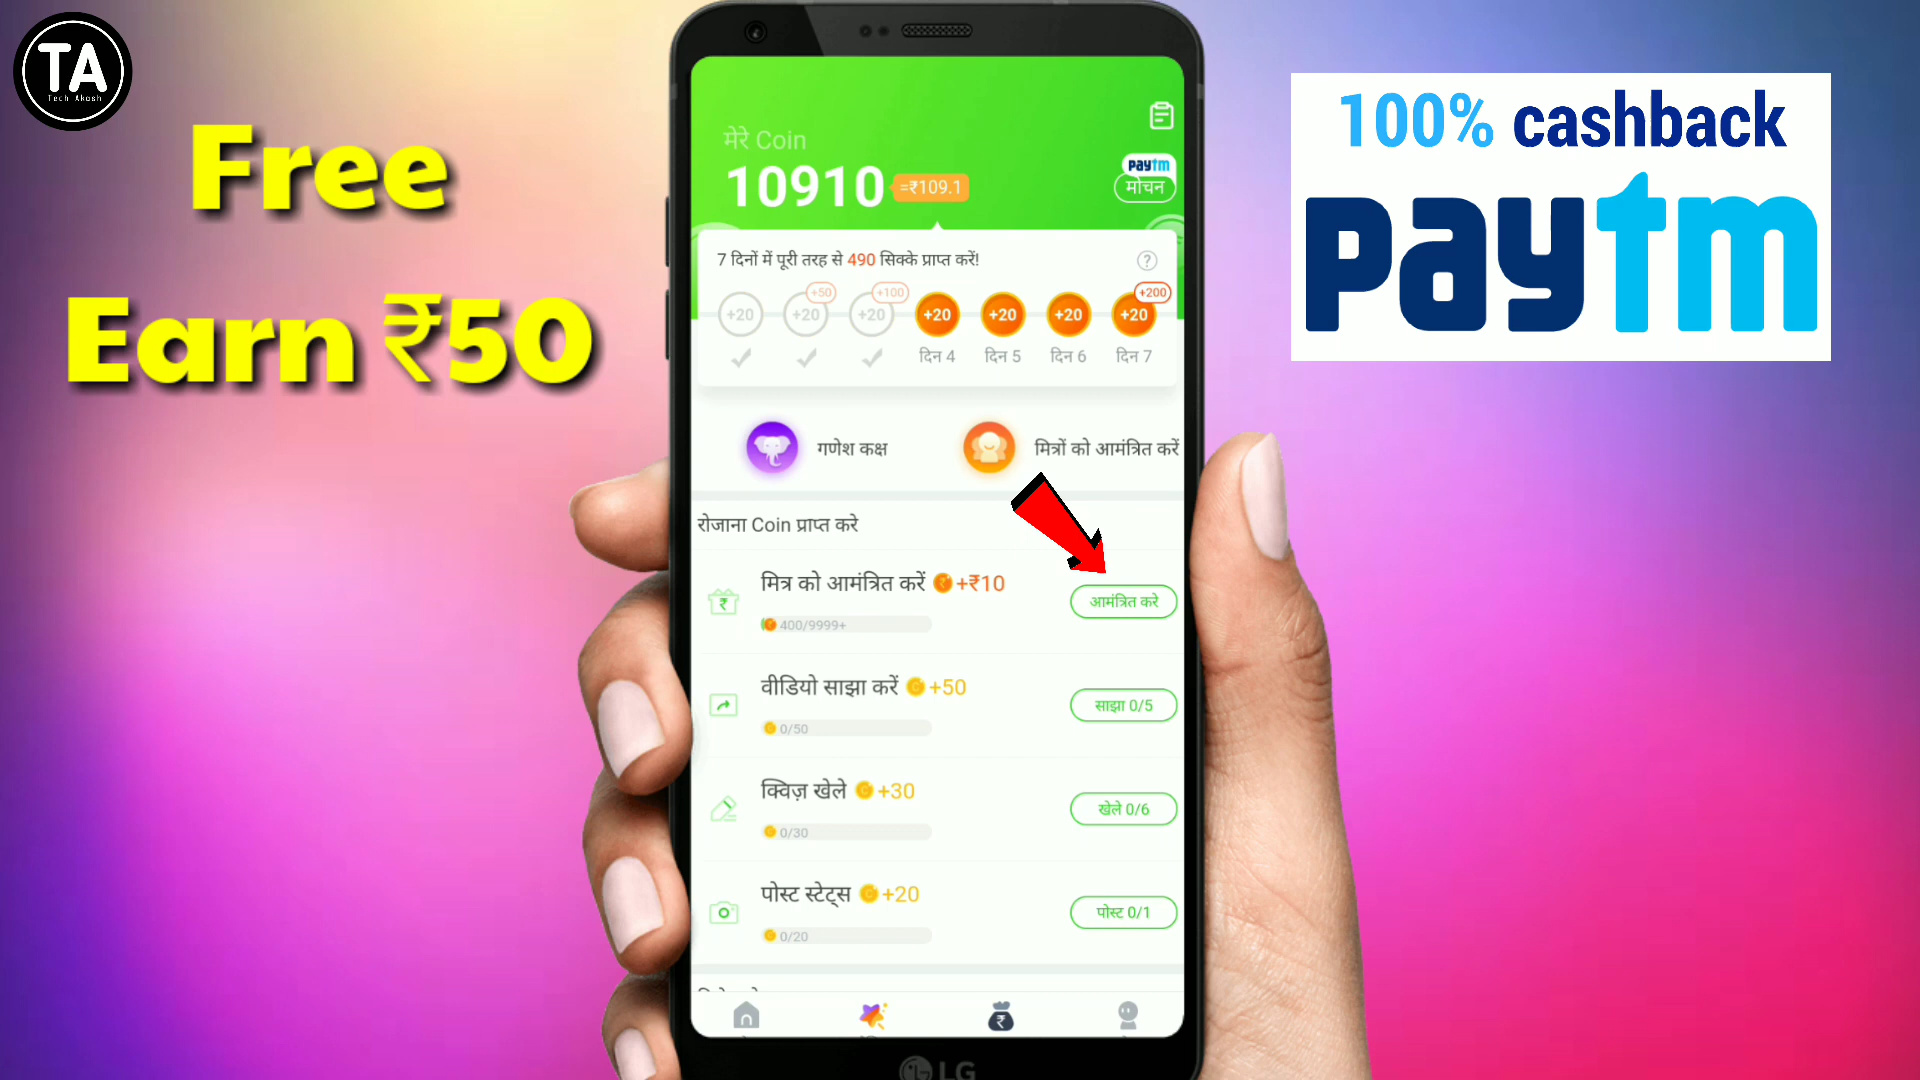 TA
Tech Akash
Free
Earn ₹50
100% cashback
paytm
मेरे Coin
10910 =₹109.1
paytm
मोचन
7 दिनों में पूरी तरह से 490 सिक्के प्राप्त करें!
?
+50 +100 +200
+20 +20 +20 +20 +20 +20 +20
दिन 4 दिन 5 दिन 6 दिन 7
गणेश कक्ष
मित्रों को आमंत्रित करें
रोजाना Coin प्राप्त करे
मित्र को आमंत्रित करें +₹10
400/9999+
आमंत्रित करे
वीडियो साझा करें +50
0/50
साझा 0/5
क्विज़ खेले +30
0/30
खेले 0/6
पोस्ट स्टेट्स +20
0/20
पोस्ट 0/1
LG